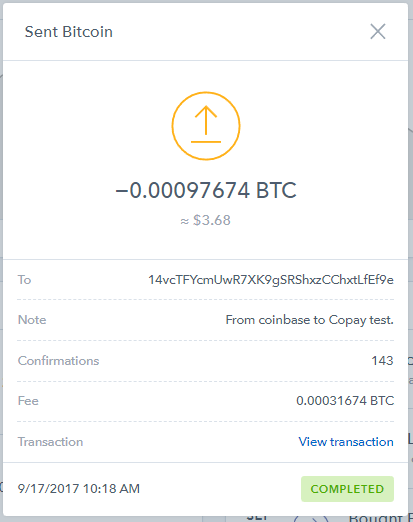 Sent Bitcoin
−0.00097674 BTC
≈ $3.68
To 14vcTFYcmUwR7XK9gSRShxzCChxtLfEf9e
Note From coinbase to Copay test.
Confirmations 143
Fee 0.00031674 BTC
Transaction View transaction
9/17/2017 10:18 AM COMPLETED